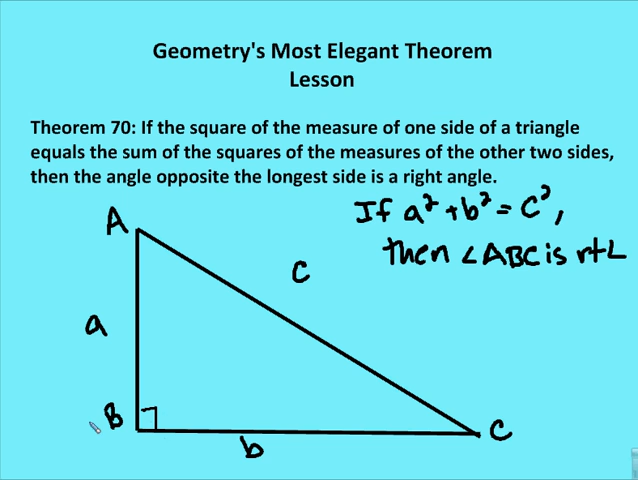 Geometry's Most Elegant Theorem
Lesson
Theorem 70: If the square of the measure of one side of a triangle
equals the sum of the squares of the measures of the other two sides,
then the angle opposite the longest side is a right angle.
If a² + b² = c²,
then ∠ABC is rt∠
A
c
a
B
C
b